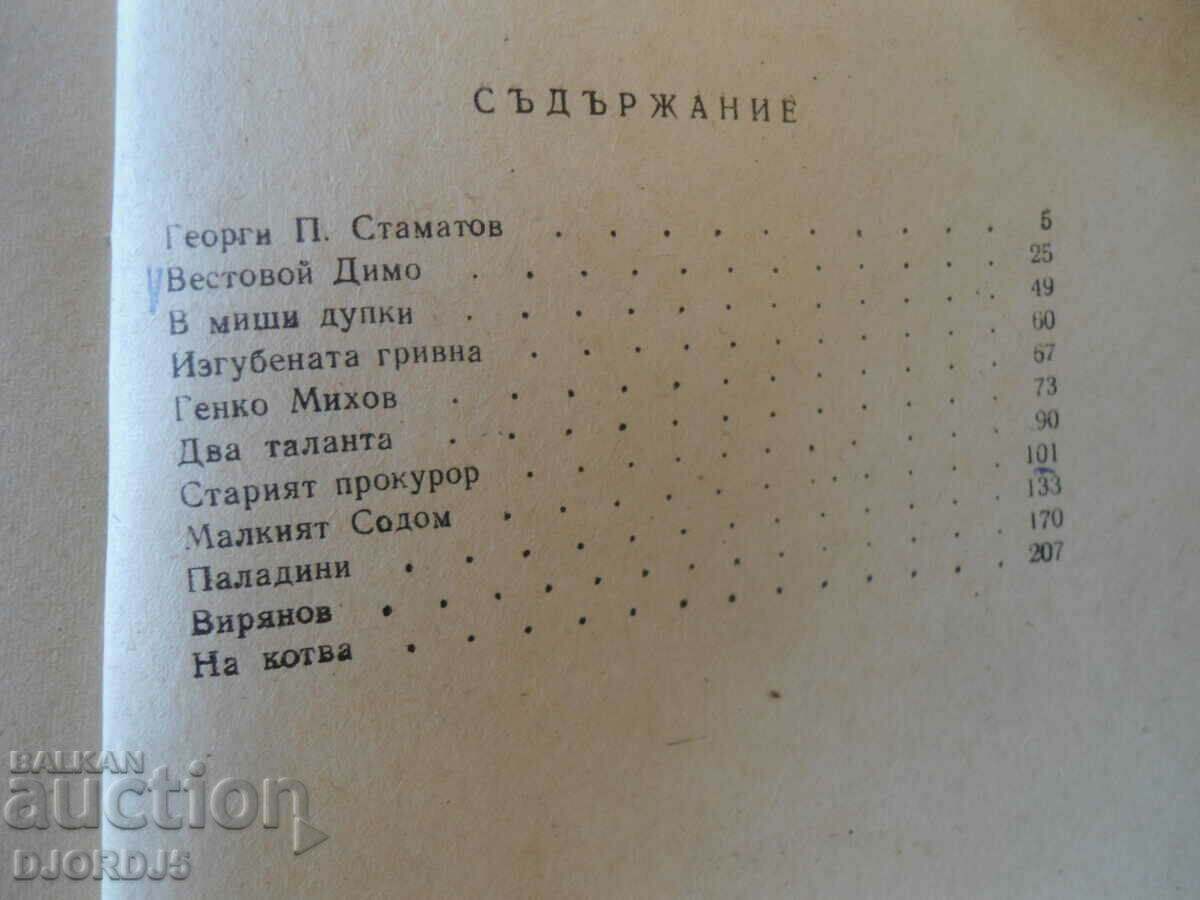 СЪДЪРЖАНИЕ
Георги П. Стаматов . . . . . . . . . . 5
Вестовой Димо . . . . . . . . . . . 25
В миши дупки . . . . . . . . . . . 49
Изгубената гривна . . . . . . . . . . 60
Генко Михов . . . . . . . . . . . 67
Два таланта . . . . . . . . . . . 73
Старият прокурор . . . . . . . . . . 90
Малкият Содом . . . . . . . . . . 101
Паладини . . . . . . . . . . . 133
Вирянов . . . . . . . . . . . . 170
На котва . . . . . . . . . . . 207
BALKAN
auction
DJORDJ5